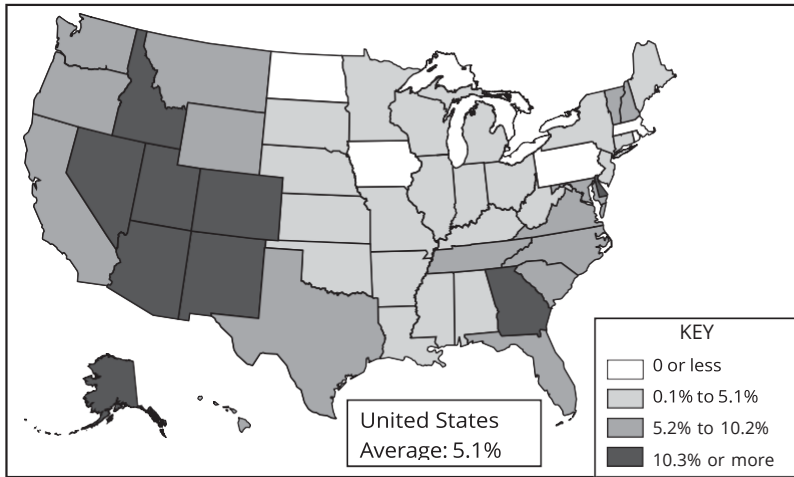 United States
Average: 5.1%
KEY
0 or less
0.1% to 5.1%
5.2% to 10.2%
10.3% or more